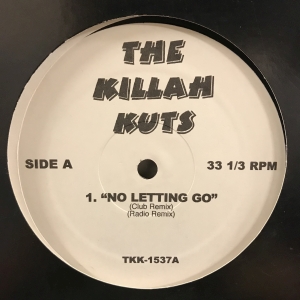 THE
KILLAH
KUTS
SIDE A
33 1/3 RPM
1. “NO LETTING GO”
(Club Remix)
(Radio Remix)
TKK-1537A